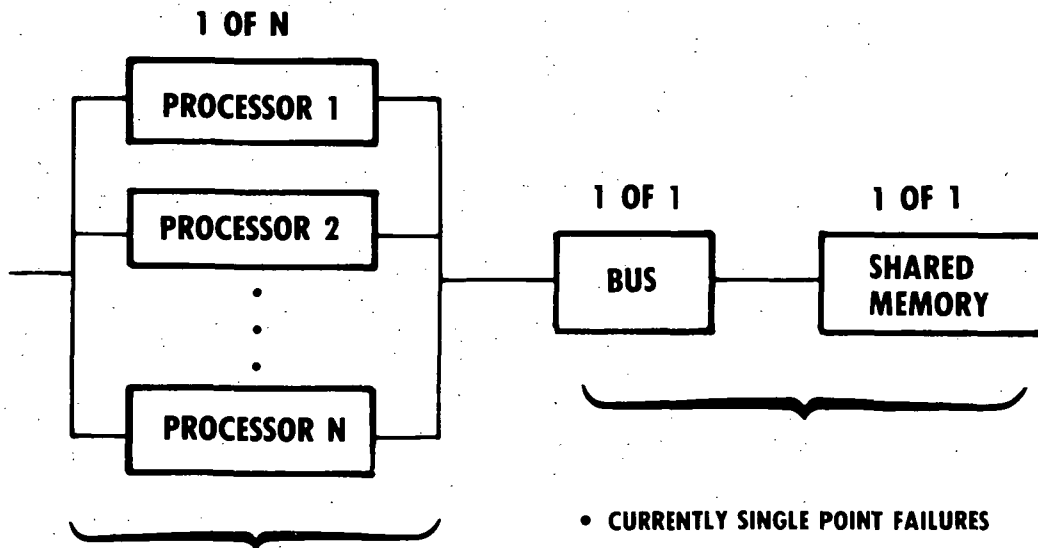 1 OF N
PROCESSOR 1
PROCESSOR 2
PROCESSOR N
1 OF 1
BUS
1 OF 1
SHARED
MEMORY
• CURRENTLY SINGLE POINT FAILURES